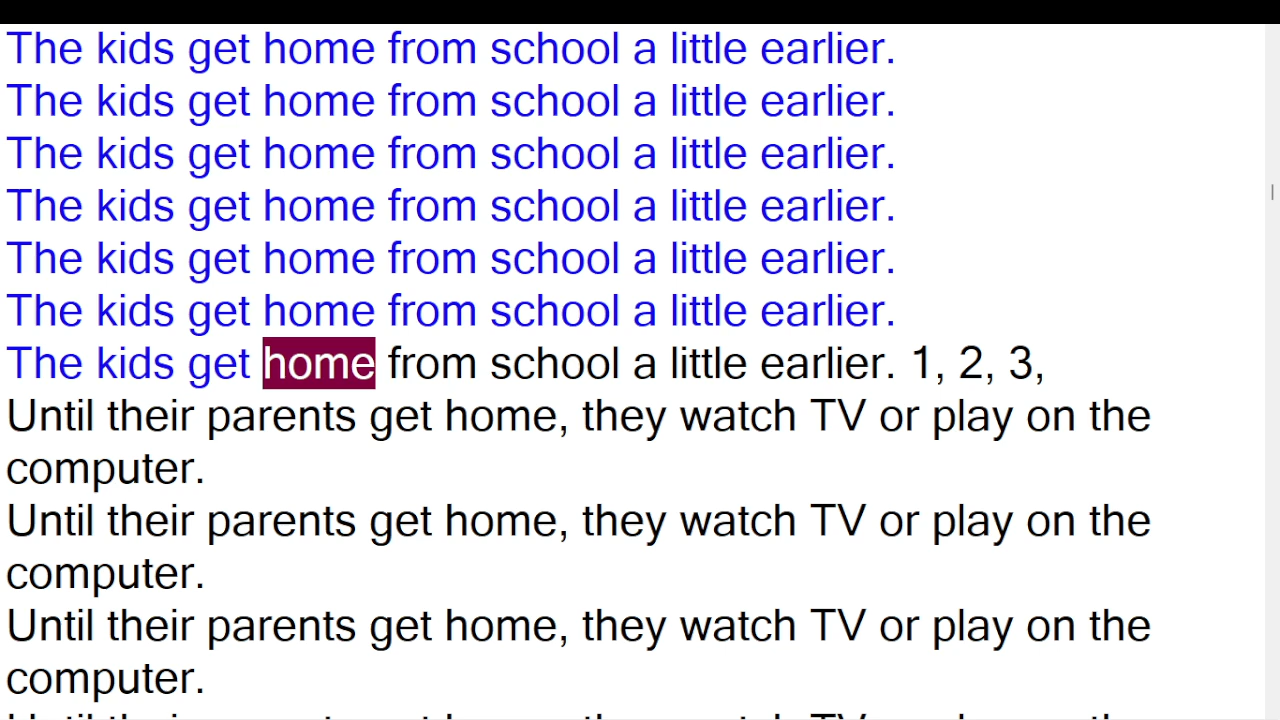 The kids get home from school a little earlier.
The kids get home from school a little earlier.
The kids get home from school a little earlier.
The kids get home from school a little earlier.
The kids get home from school a little earlier.
The kids get home from school a little earlier.
The kids get home from school a little earlier. 1, 2, 3,
Until their parents get home, they watch TV or play on the
computer.
Until their parents get home, they watch TV or play on the
computer.
Until their parents get home, they watch TV or play on the
computer.